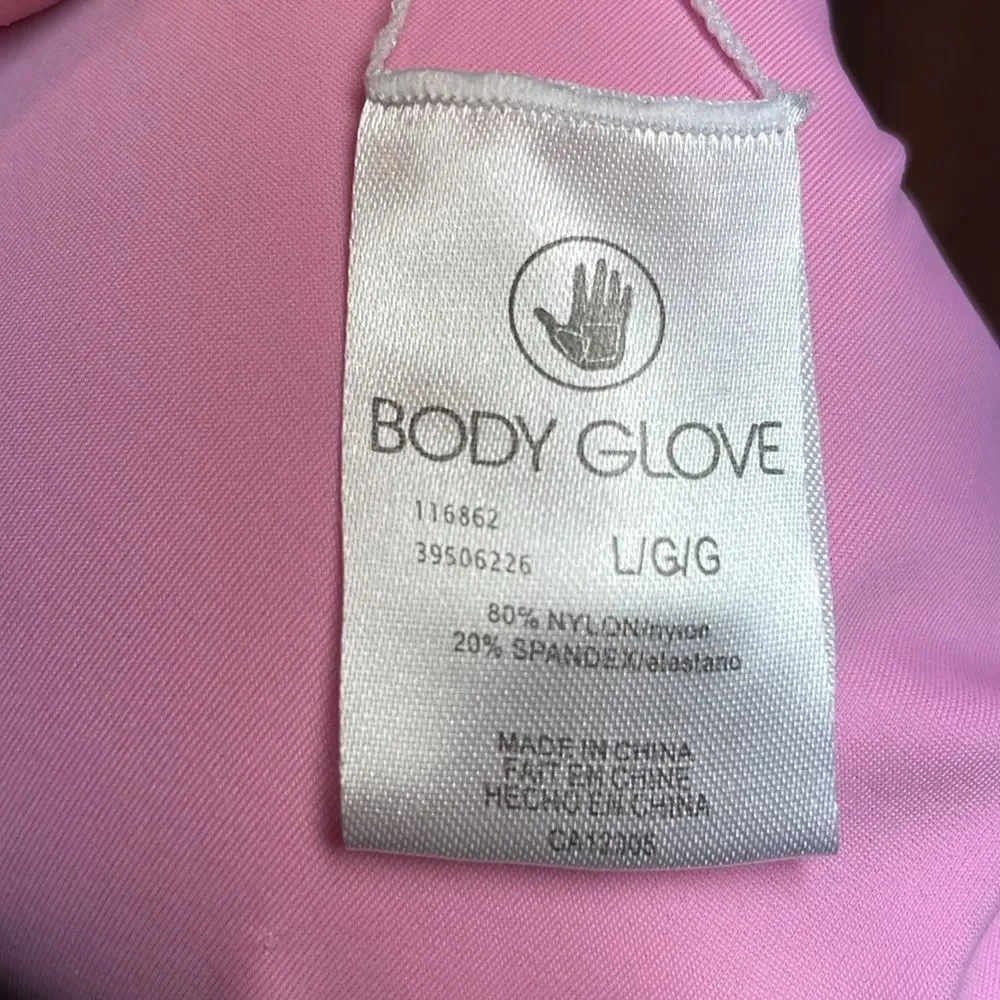 BODY GLOVE
116862
39506226 L/G/G
80% NYLON/nylon
20% SPANDEX/elastano
MADE IN CHINA
FAIT EN CHINE
HECHO EN CHINA